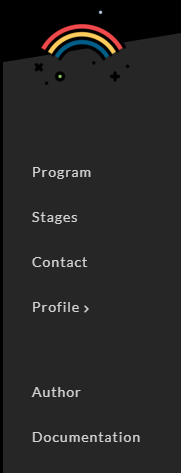 Program
Stages
Contact
Profile ›
Author
Documentation